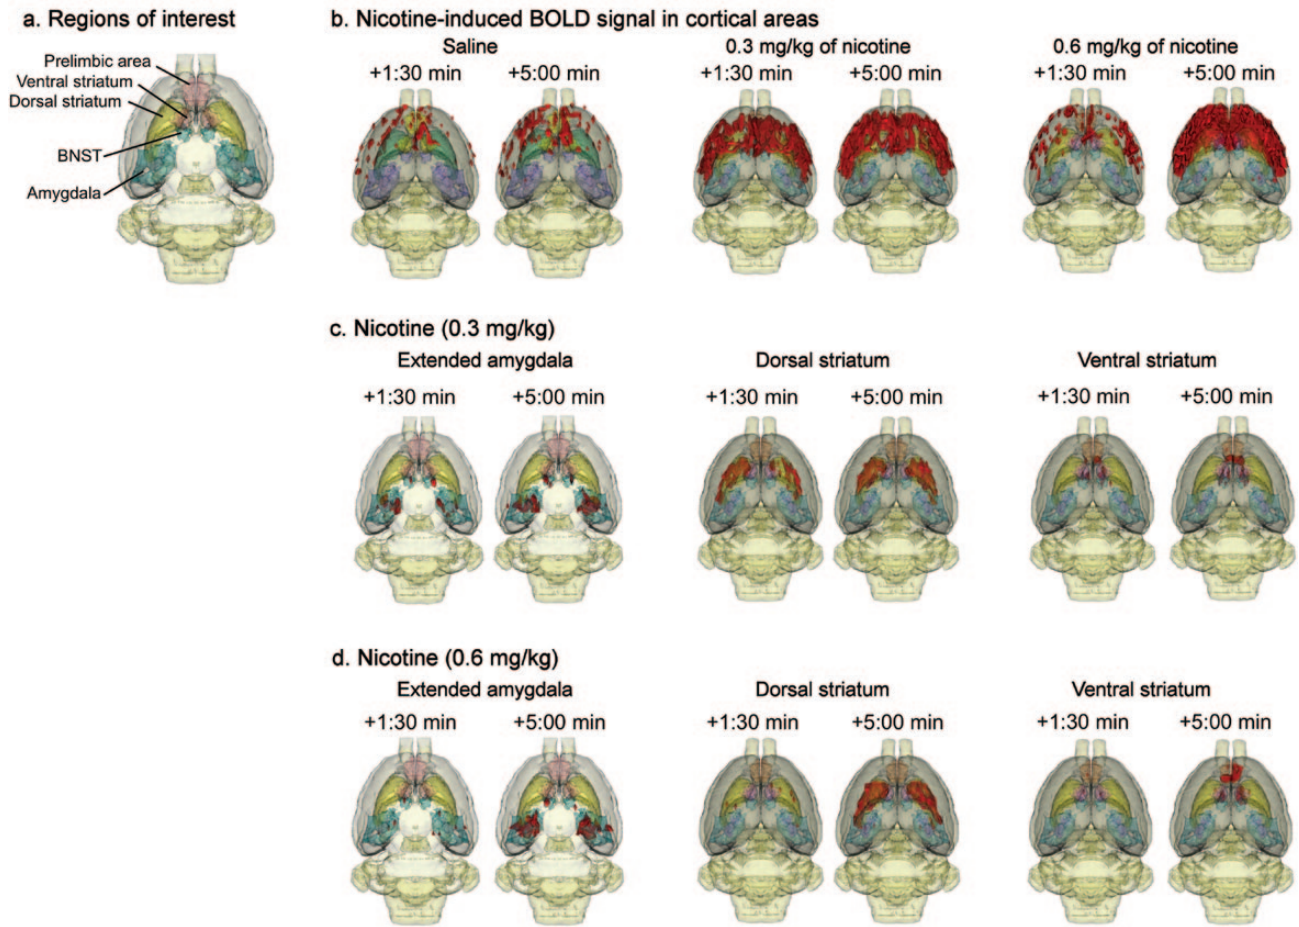 a. Regions of interest
Prelimbic area
Ventral striatum
Dorsal striatum
BNST
Amygdala
b. Nicotine-induced BOLD signal in cortical areas
Saline
+1:30 min +5:00 min
0.3 mg/kg of nicotine
+1:30 min +5:00 min
0.6 mg/kg of nicotine
+1:30 min +5:00 min
c. Nicotine (0.3 mg/kg)
Extended amygdala
+1:30 min +5:00 min
Dorsal striatum
+1:30 min +5:00 min
Ventral striatum
+1:30 min +5:00 min
d. Nicotine (0.6 mg/kg)
Extended amygdala
+1:30 min +5:00 min
Dorsal striatum
+1:30 min +5:00 min
Ventral striatum
+1:30 min +5:00 min